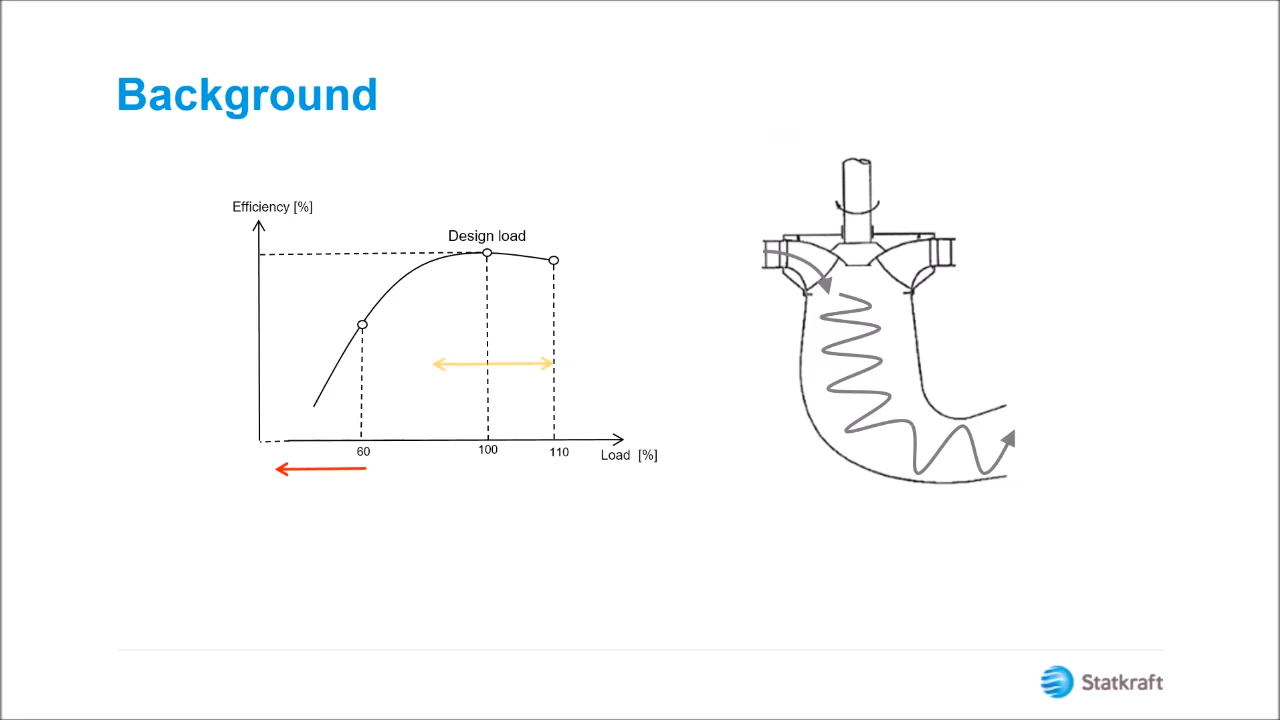 Background
Efficiency [%]
Design load
60
100
110
Load [%]
Statkraft